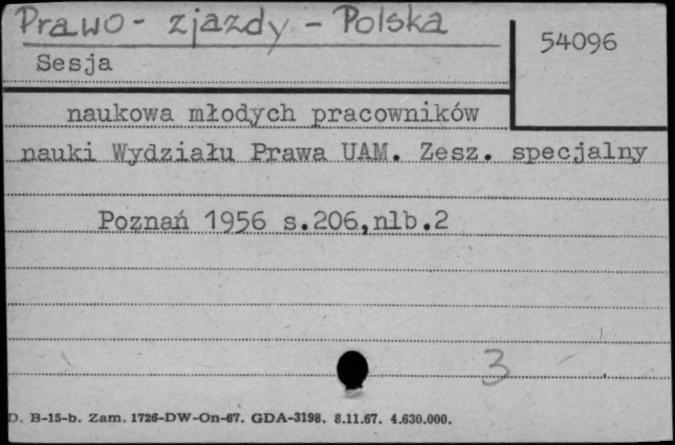 Prawo - zjazdy - Polska
54096
Sesja
naukowa młodych pracowników
nauki Wydziału Prawa UAM. Zesz. specjalny
Poznań 1956 s.206,nlb.2
3
D. B-15-b. Zam. 1726-DW-On-67. GDA-3198. 8.11.67. 4.630.000.